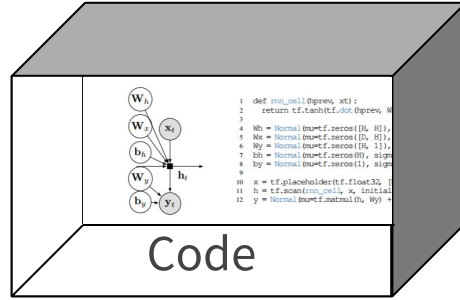 W_h
W_x
x_t
b_h
h_t
W_y
b_y
y_t
1 def rnn_cell(hprev, xt):
2 return tf.tanh(tf.dot(hprev, W
3
4 Wh = Normal(mu=tf.zeros([H, H]),
5 Wx = Normal(mu=tf.zeros([D, H]),
6 Wy = Normal(mu=tf.zeros([H, 1]),
7 bh = Normal(mu=tf.zeros(H), sigm
8 by = Normal(mu=tf.zeros(1), sigm
9
10 x = tf.placeholder(tf.float32, [
11 h = tf.scan(rnn_cell, x, initial
12 y = Normal(mu=tf.matmul(h, Wy) +
Code